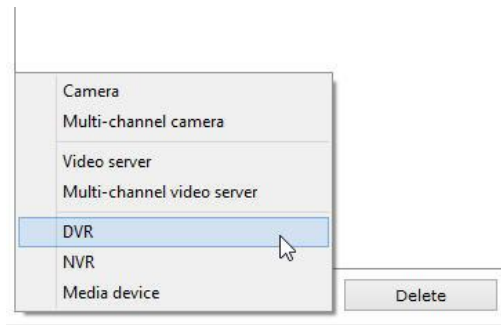 Camera
Multi-channel camera
Video server
Multi-channel video server
DVR
NVR
Media device
Delete